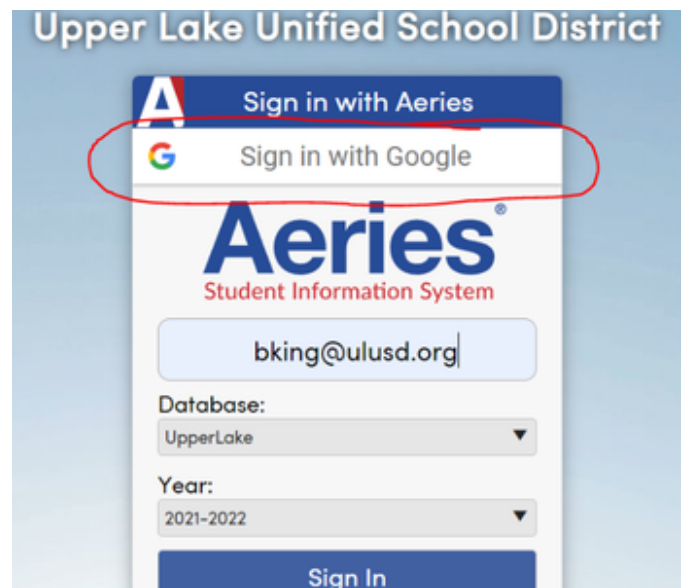 Upper Lake Unified School District
Sign in with Aeries
Sign in with Google
Aeries®
Student Information System
bking@ulusd.org
Database:
UpperLake
Year:
2021-2022
Sign In